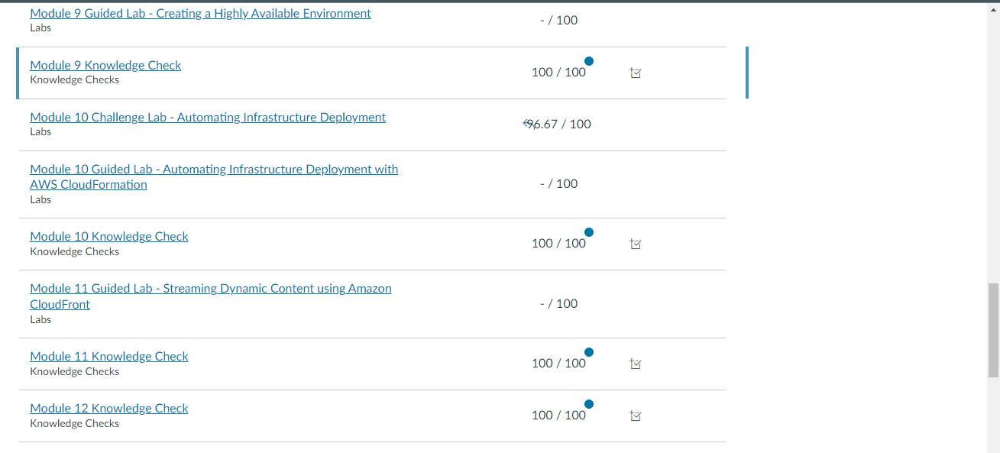 Module 9 Guided Lab - Creating a Highly Available Environment
- / 100
Labs
Module 9 Knowledge Check
100 / 100
Knowledge Checks
Module 10 Challenge Lab - Automating Infrastructure Deployment
96.67 / 100
Labs
Module 10 Guided Lab - Automating Infrastructure Deployment with
AWS CloudFormation
- / 100
Labs
Module 10 Knowledge Check
100 / 100
Knowledge Checks
Module 11 Guided Lab - Streaming Dynamic Content using Amazon
CloudFront
- / 100
Labs
Module 11 Knowledge Check
100 / 100
Knowledge Checks
Module 12 Knowledge Check
100 / 100
Knowledge Checks